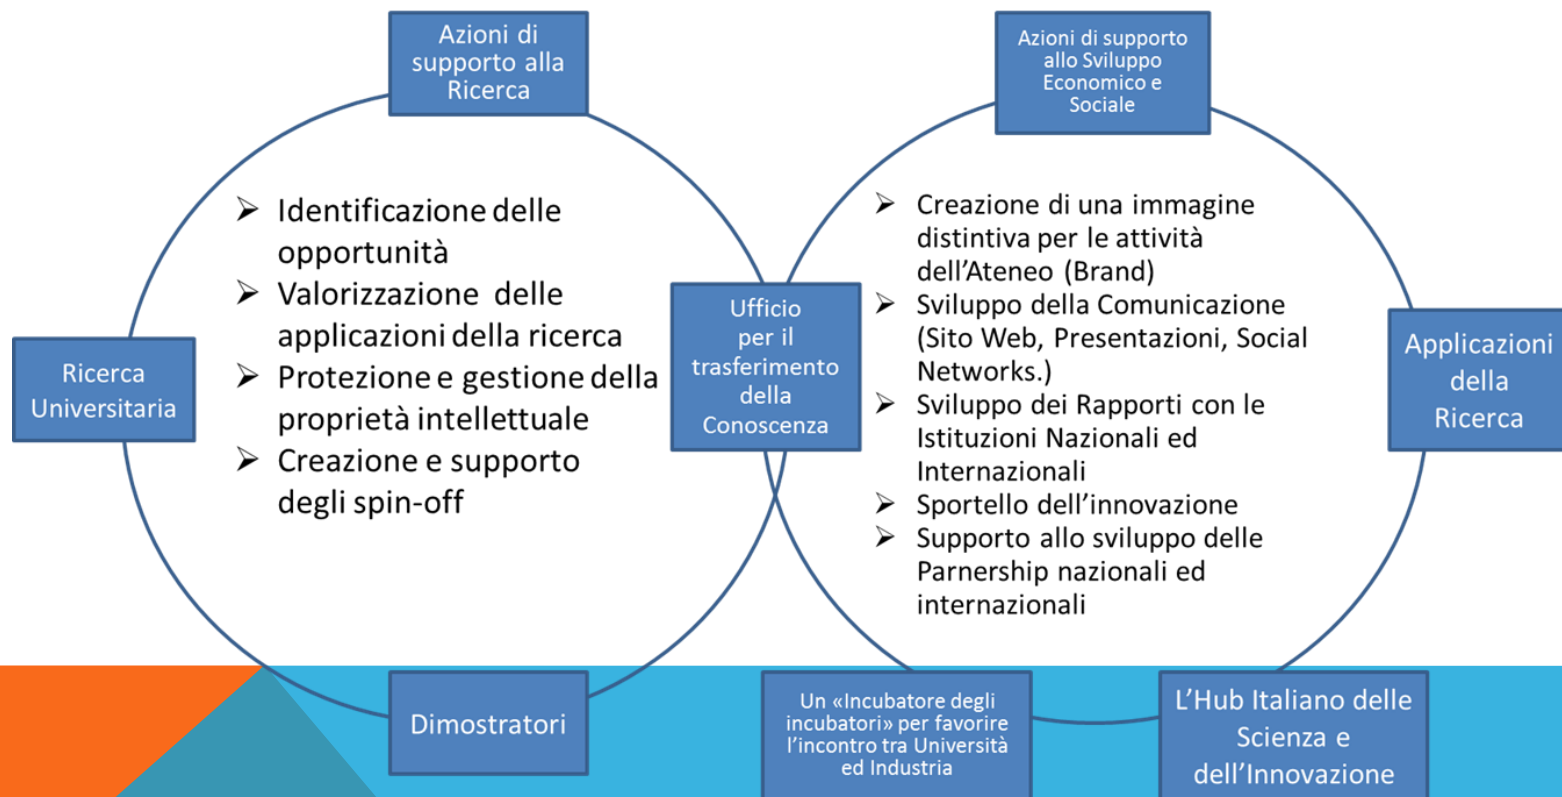 Azioni di
supporto alla
Ricerca
Azioni di supporto
allo Sviluppo
Economico e
Sociale
➢ Identificazione delle
opportunità
➢ Valorizzazione delle
applicazioni della ricerca
➢ Protezione e gestione della
proprietà intellettuale
➢ Creazione e supporto
degli spin-off
➢ Creazione di una immagine
distintiva per le attività
dell'Ateneo (Brand)
➢ Sviluppo della Comunicazione
(Sito Web, Presentazioni, Social
Networks.)
➢ Sviluppo dei Rapporti con le
Istituzioni Nazionali ed
Internazionali
➢ Sportello dell'innovazione
➢ Supporto allo sviluppo delle
Parnership nazionali ed
internazionali
Ricerca
Universitaria
Ufficio
per il
trasferimento
della
Conoscenza
Applicazioni
della
Ricerca
Dimostratori
Un «Incubatore degli
incubatori» per favorire
l'incontro tra Università
ed Industria
L'Hub Italiano delle
Scienza e
dell'Innovazione